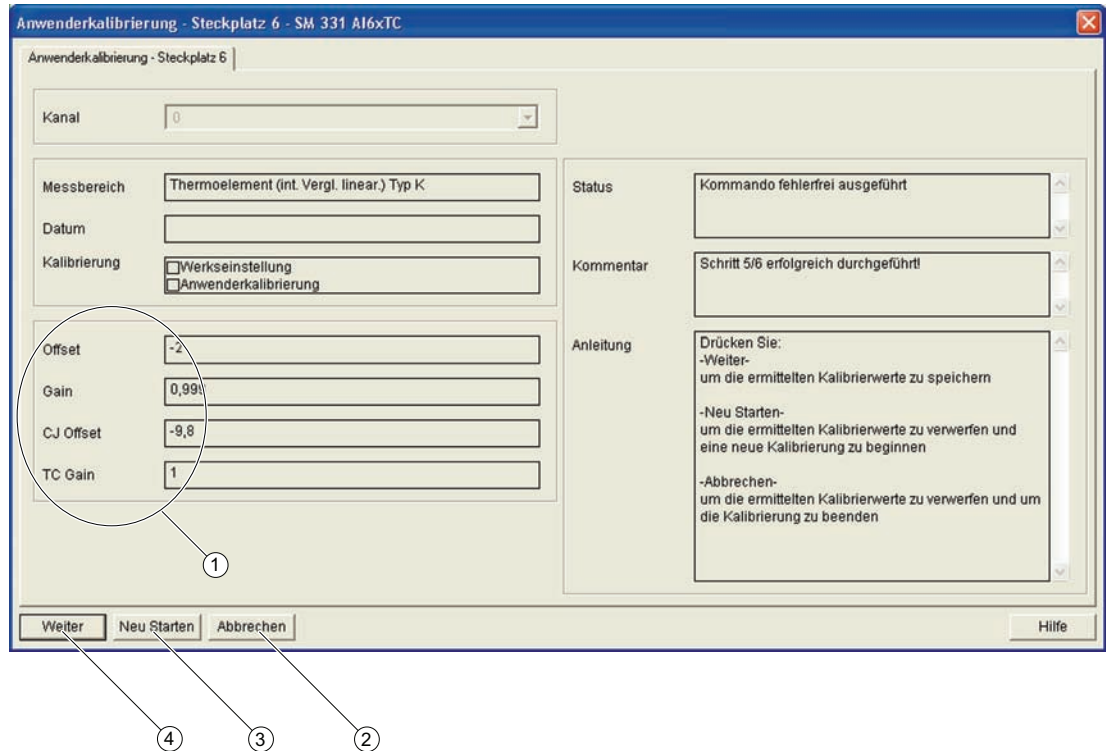 Anwenderkalibrierung - Steckplatz 6 - SM 331 AI6xTC
Anwenderkalibrierung - Steckplatz 6
Kanal
0
Messbereich
Thermoelement (int. Vergl. linear.) Typ K
Datum
Kalibrierung
Werkseinstellung
Anwenderkalibrierung
Offset
-2
Gain
0,999
CJ Offset
-9,8
TC Gain
1
Status
Kommando fehlerfrei ausgeführt
Kommentar
Schritt 5/6 erfolgreich durchgeführt!
Anleitung
Drücken Sie:
-Weiter-
um die ermittelten Kalibrierwerte zu speichern
-Neu Starten-
um die ermittelten Kalibrierwerte zu verwerfen und
eine neue Kalibrierung zu beginnen
-Abbrechen-
um die ermittelten Kalibrierwerte zu verwerfen und um
die Kalibrierung zu beenden
1
Weiter
Neu Starten
Abbrechen
Hilfe
4
3
2